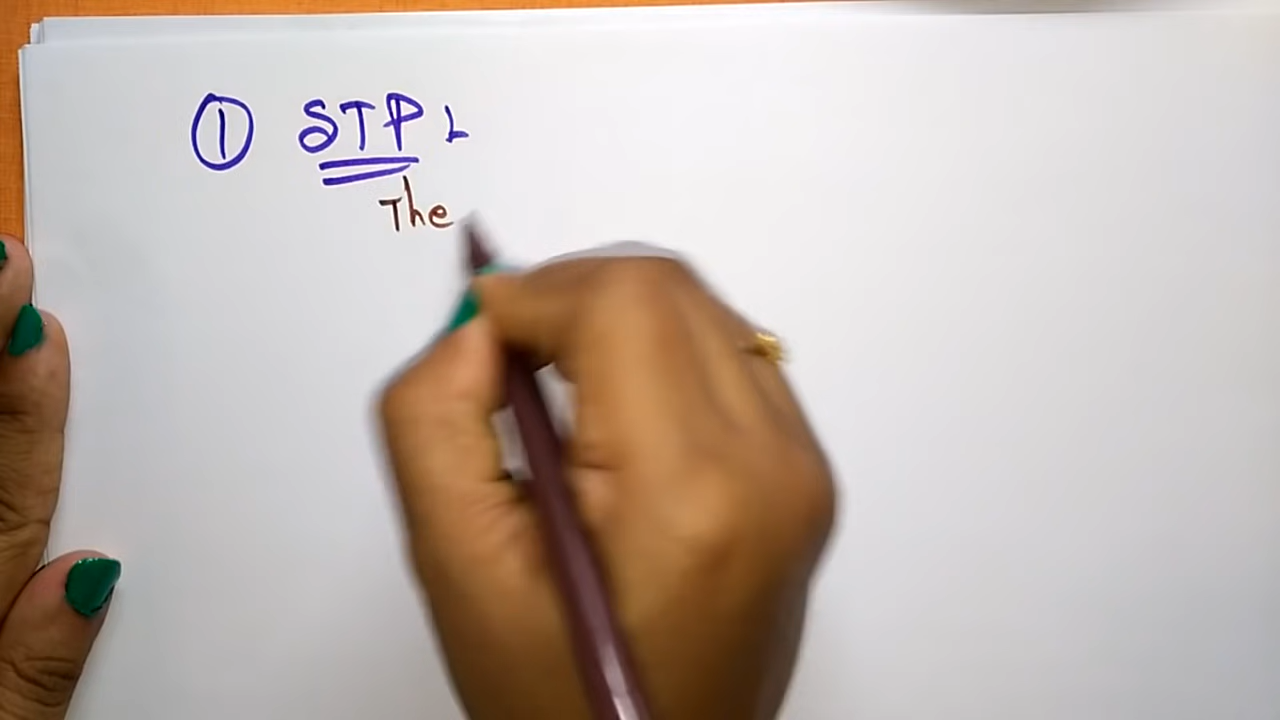 ① STP L
The